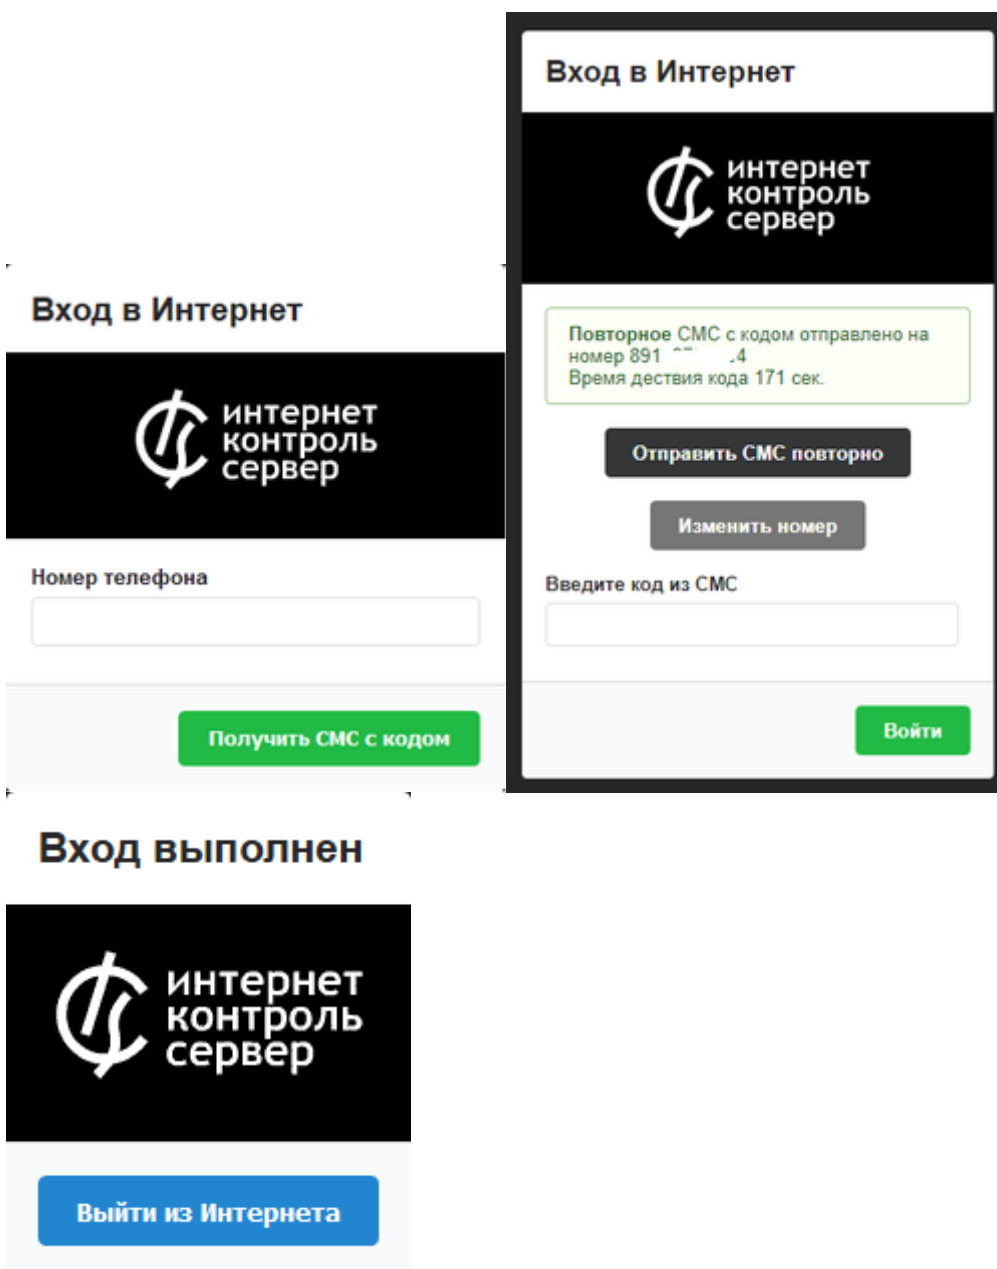 Вход в Интернет
интернет
контроль
сервер
Номер телефона
Получить СМС с кодом
Вход в Интернет
интернет
контроль
сервер
Повторное СМС с кодом отправлено на
номер 891 4
Время дествия кода 171 сек.
Отправить СМС повторно
Изменить номер
Введите код из СМС
Войти
Вход выполнен
интернет
контроль
сервер
Выйти из Интернета